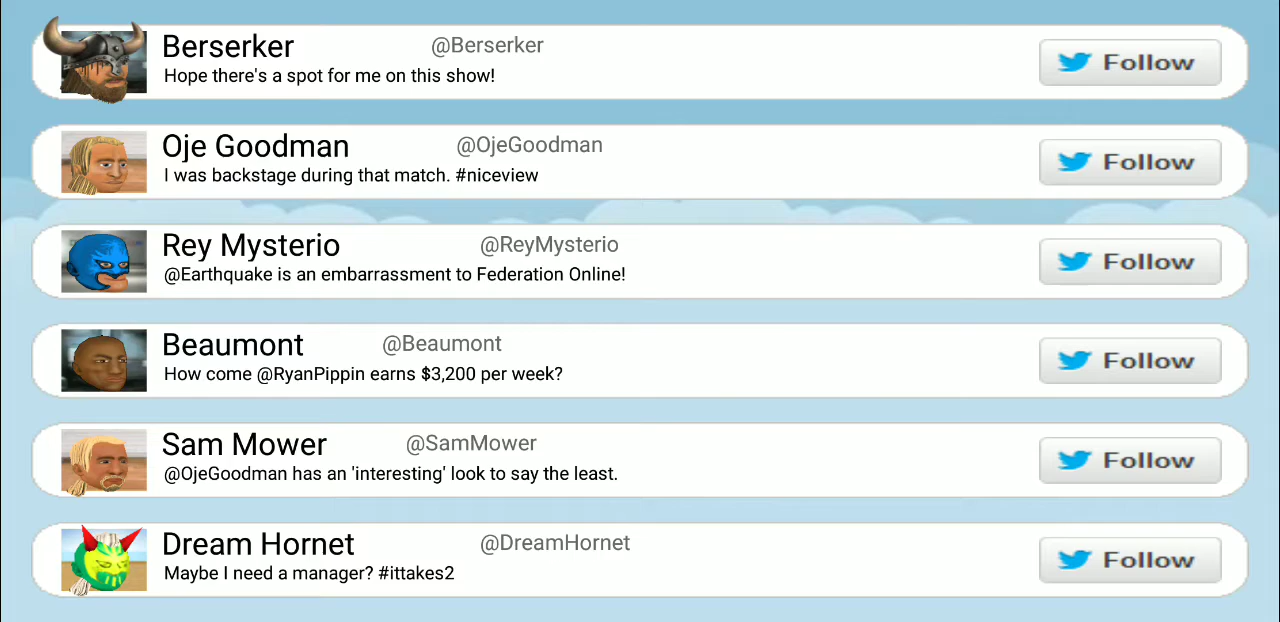 Berserker @Berserker
Hope there's a spot for me on this show!
Follow
Oje Goodman @OjeGoodman
I was backstage during that match. #niceview
Follow
Rey Mysterio @ReyMysterio
@Earthquake is an embarrassment to Federation Online!
Follow
Beaumont @Beaumont
How come @RyanPippin earns $3,200 per week?
Follow
Sam Mower @SamMower
@OjeGoodman has an 'interesting' look to say the least.
Follow
Dream Hornet @DreamHornet
Maybe I need a manager? #ittakes2
Follow